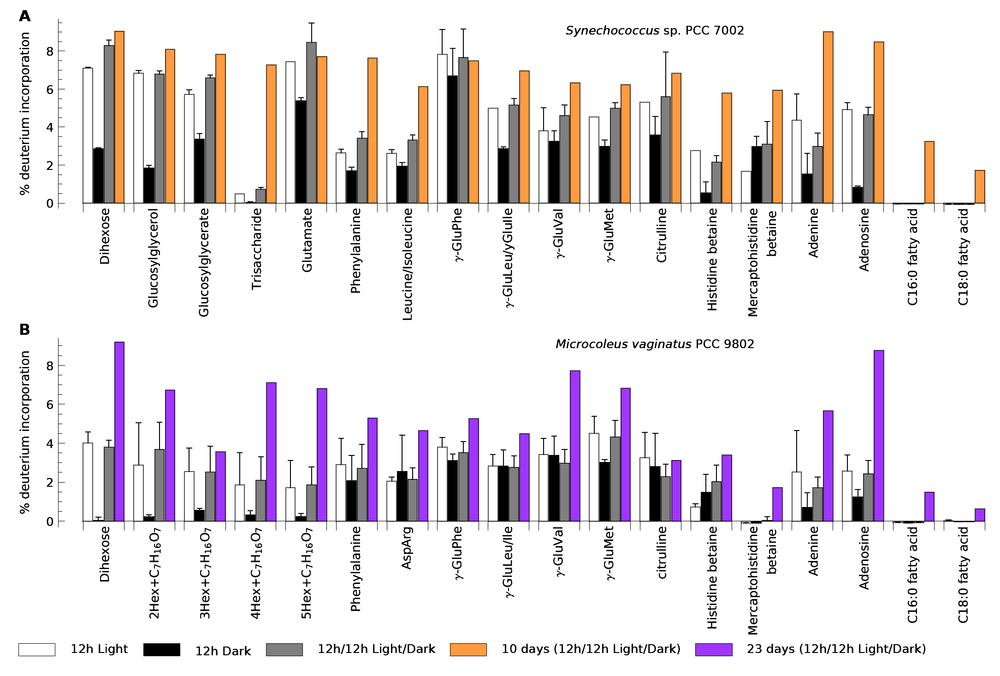 A
Synechococcus sp. PCC 7002
% deuterium incorporation
8
6
4
2
0
Dihexose
Glucosylglycerol
Glucosylglycerate
Trisaccharide
Glutamate
Phenylalanine
Leucine/Isoleucine
γ-GluPhe
γ-GluLeu/yGluIle
γ-GluVal
γ-GluMet
Citrulline
Histidine betaine
Mercaptohistidine
betaine
Adenine
Adenosine
C16:0 fatty acid
C18:0 fatty acid
B
Microcoleus vaginatus PCC 9802
% deuterium incorporation
8
6
4
2
0
Dihexose
2Hex+C₇H₁₆O₇
3Hex+C₇H₁₆O₇
4Hex+C₇H₁₆O₇
5Hex+C₇H₁₆O₇
Phenylalanine
AspArg
γ-GluPhe
γ-GluLeu/Ile
γ-GluVal
γ-GluMet
citrulline
Histidine betaine
Mercaptohistidine
betaine
Adenine
Adenosine
C16:0 fatty acid
C18:0 fatty acid
12h Light
12h Dark
12h/12h Light/Dark
10 days (12h/12h Light/Dark)
23 days (12h/12h Light/Dark)